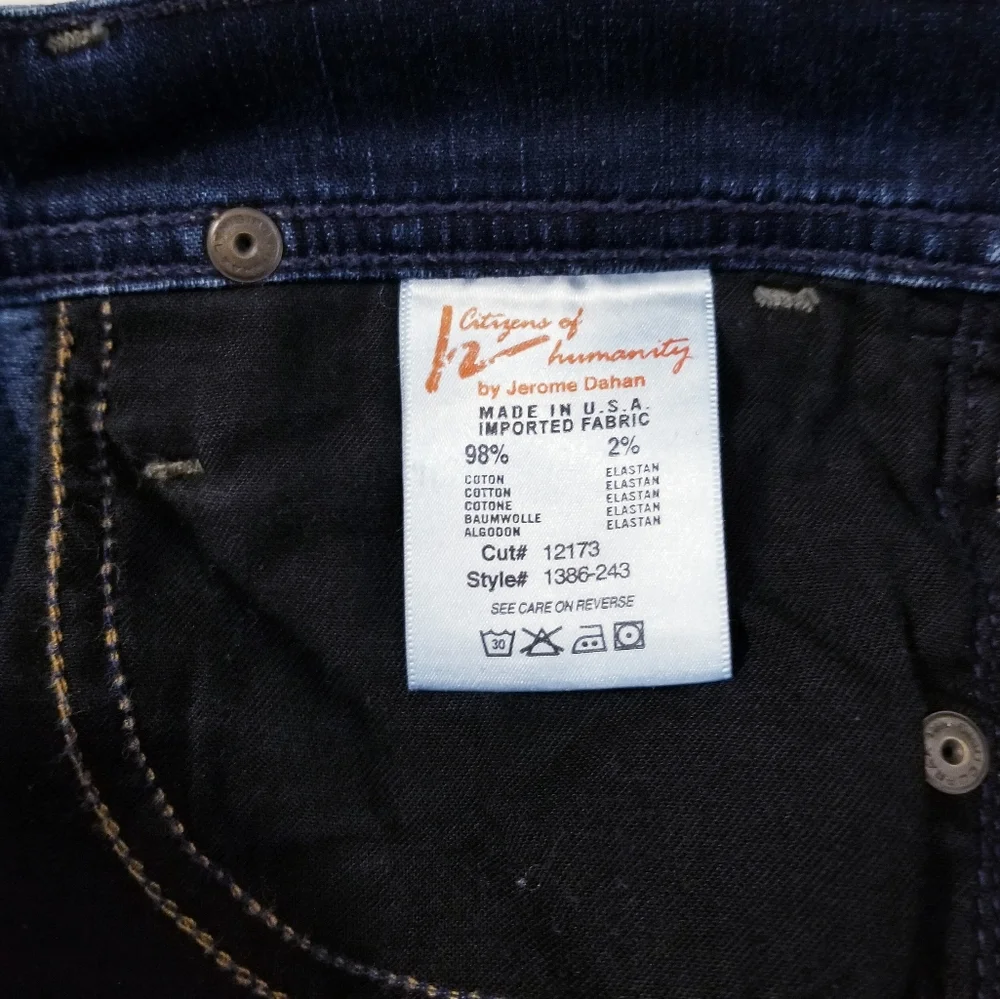 Citizens of
humanity
by Jerome Dahan
MADE IN U.S.A.
IMPORTED FABRIC
98% 2%
COTON ELASTAN
COTTON ELASTAN
COTONE ELASTAN
BAUMWOLLE ELASTAN
ALGODON ELASTAN
Cut# 12173
Style# 1386-243
SEE CARE ON REVERSE
30